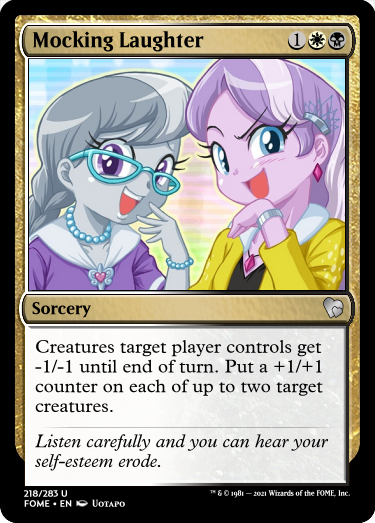 Mocking Laughter 1
Sorcery
Creatures target player controls get
-1/-1 until end of turn. Put a +1/+1
counter on each of up to two target
creatures.
Listen carefully and you can hear your
self-esteem erode.
218/283 U
FOME • EN UOTAPO
™ & © 1981 — 2021 Wizards of the FOME, Inc.